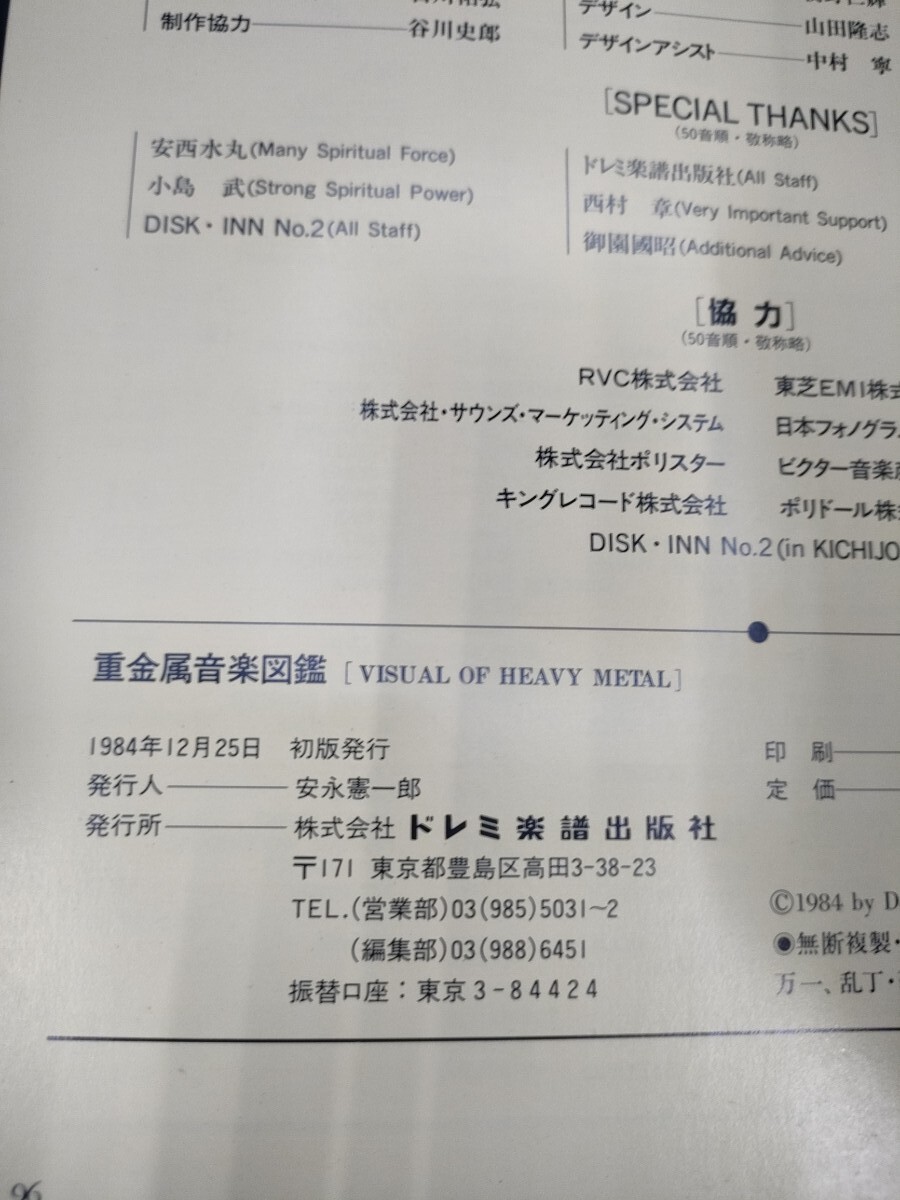 制作協力 谷川史郎
デザイン 山田隆志
デザインアシスト 中村 寧
[SPECIAL THANKS]
(50音順・敬称略)
安西水丸(Many Spiritual Force)
小島 武(Strong Spiritual Power)
DISK・INN No.2(All Staff)
ドレミ楽譜出版社(All Staff)
西村 章(Very Important Support)
御園國昭(Additional Advice)
[協力]
(50音順・敬称略)
RVC株式会社
株式会社・サウンズ・マーケッティング・システム
株式会社ポリスター
キングレコード株式会社
東芝EMI株式
日本フォノグラ
ビクター音楽
ポリドール株
DISK・INN No.2(in KICHIJO
重金属音楽図鑑 [VISUAL OF HEAVY METAL]
1984年12月25日 初版発行
発行人 安永憲一郎
発行所 株式会社ドレミ楽譜出版社
〒171 東京都豊島区高田3-38-23
TEL.(営業部)03(985)5031~2
(編集部)03(988)6451
振替口座:東京3-84424
印 刷
定 価
©1984 by D
●無断複製・
万一、乱丁・
96